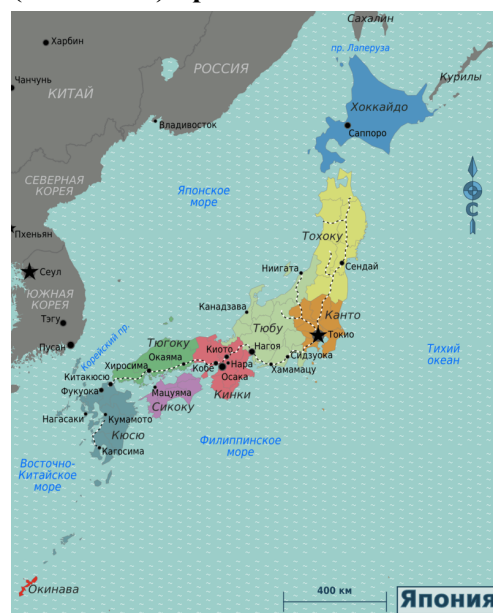 Сахалин
Харбин
пр. Лаперуза
РОССИЯ
Курилы
Чанчунь
КИТАЙ
Хоккайдо
Саппоро
Владивосток
СЕВЕРНАЯ
КОРЕЯ
Японское
море
С
Пхеньян
Тохоку
Сеул
Ниигата
Сендай
ЮЖНАЯ
КОРЕЯ
Канадзава
Канто
Тэгу
Тюбу
Токио
Корейский пр.
Тюгоку
Пусан
Киото
Нагоя
Тихий
океан
Окаяма
Сидзуока
Хиросима
Кобе
Нара
Хамамацу
Китакюсю
Осака
Фукуока
Мацуяма
Кинки
Сикоку
Нагасаки
Кумамото
Кюсю
Филиппинское
море
Кагосима
Восточно-
Китайское
море
Окинава
400 км
Япония